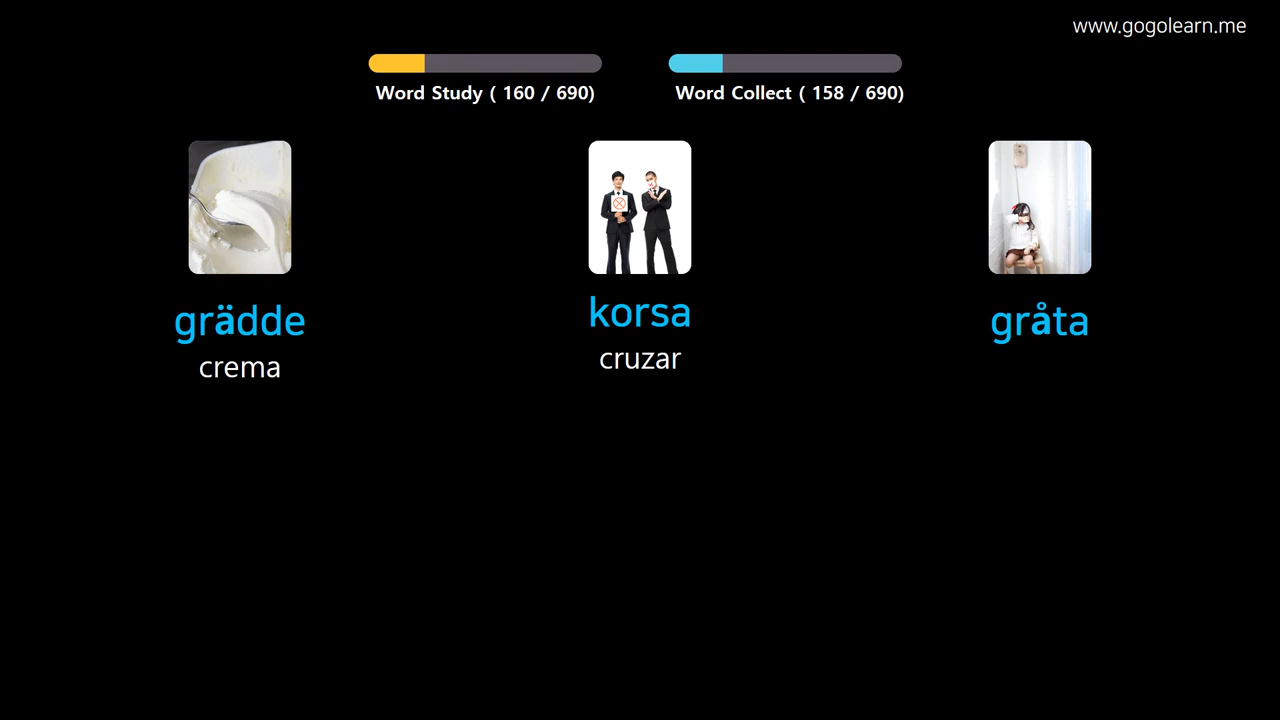 www.gogolearn.me
Word Study ( 160 / 690)
Word Collect ( 158 / 690)
grädde
crema
korsa
cruzar
gråta